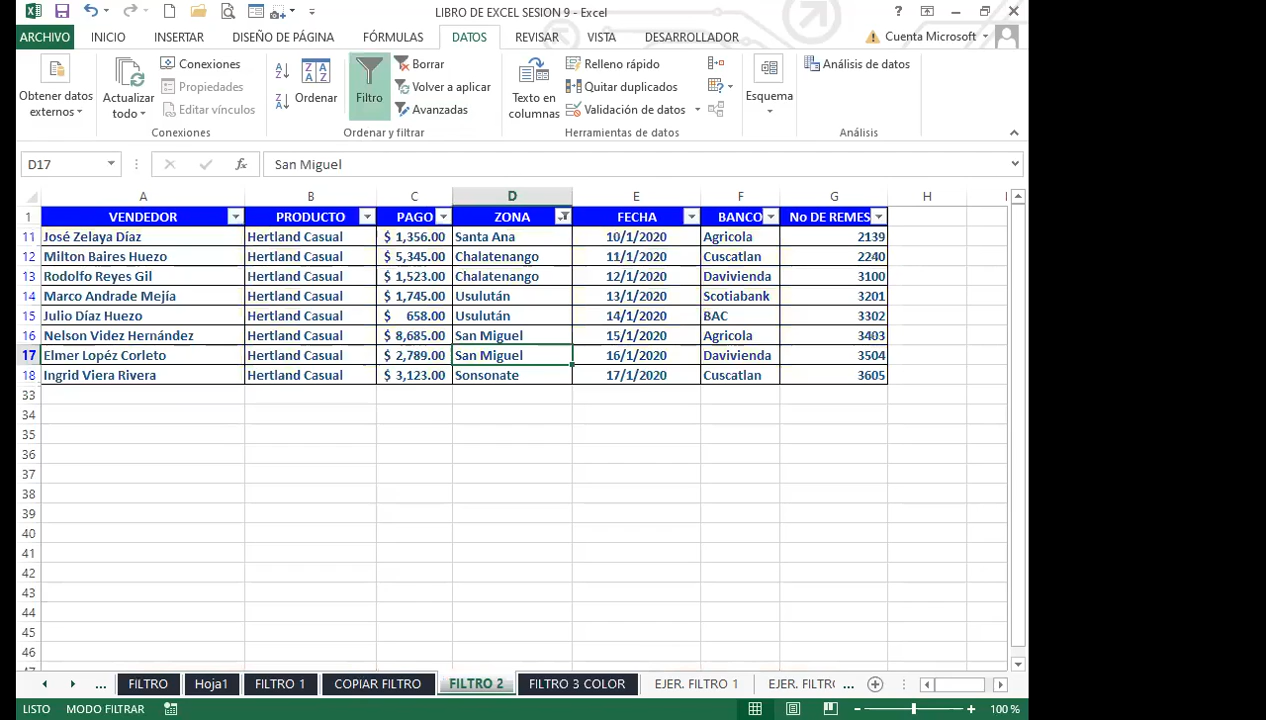 LIBRO DE EXCEL SESION 9 - Excel
?
ARCHIVO INICIO INSERTAR DISEÑO DE PÁGINA FÓRMULAS DATOS REVISAR VISTA DESARROLLADOR Cuenta Microsoft
Obtener datos externos
Actualizar todo
Conexiones
Propiedades
Editar vínculos
Conexiones
Ordenar
Filtro
Borrar
Volver a aplicar
Avanzadas
Ordenar y filtrar
Texto en columnas
Relleno rápido
Quitar duplicados
Validación de datos
Herramientas de datos
Esquema
Análisis de datos
Análisis
D17 fx San Miguel
A B C D E F G H I
1 VENDEDOR PRODUCTO PAGO ZONA FECHA BANCO No DE REMES
11 José Zelaya Díaz Hertland Casual $ 1,356.00 Santa Ana 10/1/2020 Agricola 2139
12 Milton Baires Huezo Hertland Casual $ 5,345.00 Chalatenango 11/1/2020 Cuscatlan 2240
13 Rodolfo Reyes Gil Hertland Casual $ 1,523.00 Chalatenango 12/1/2020 Davivienda 3100
14 Marco Andrade Mejía Hertland Casual $ 1,745.00 Usulután 13/1/2020 Scotiabank 3201
15 Julio Díaz Huezo Hertland Casual $ 658.00 Usulután 14/1/2020 BAC 3302
16 Nelson Videz Hernández Hertland Casual $ 8,685.00 San Miguel 15/1/2020 Agricola 3403
17 Elmer Lopéz Corleto Hertland Casual $ 2,789.00 San Miguel 16/1/2020 Davivienda 3504
18 Ingrid Viera Rivera Hertland Casual $ 3,123.00 Sonsonate 17/1/2020 Cuscatlan 3605
33
34
35
36
37
38
39
40
41
42
43
44
45
46
... FILTRO Hoja1 FILTRO 1 COPIAR FILTRO FILTRO 2 FILTRO 3 COLOR EJER. FILTRO 1 EJER. FILTR ...
LISTO MODO FILTRAR 100 %